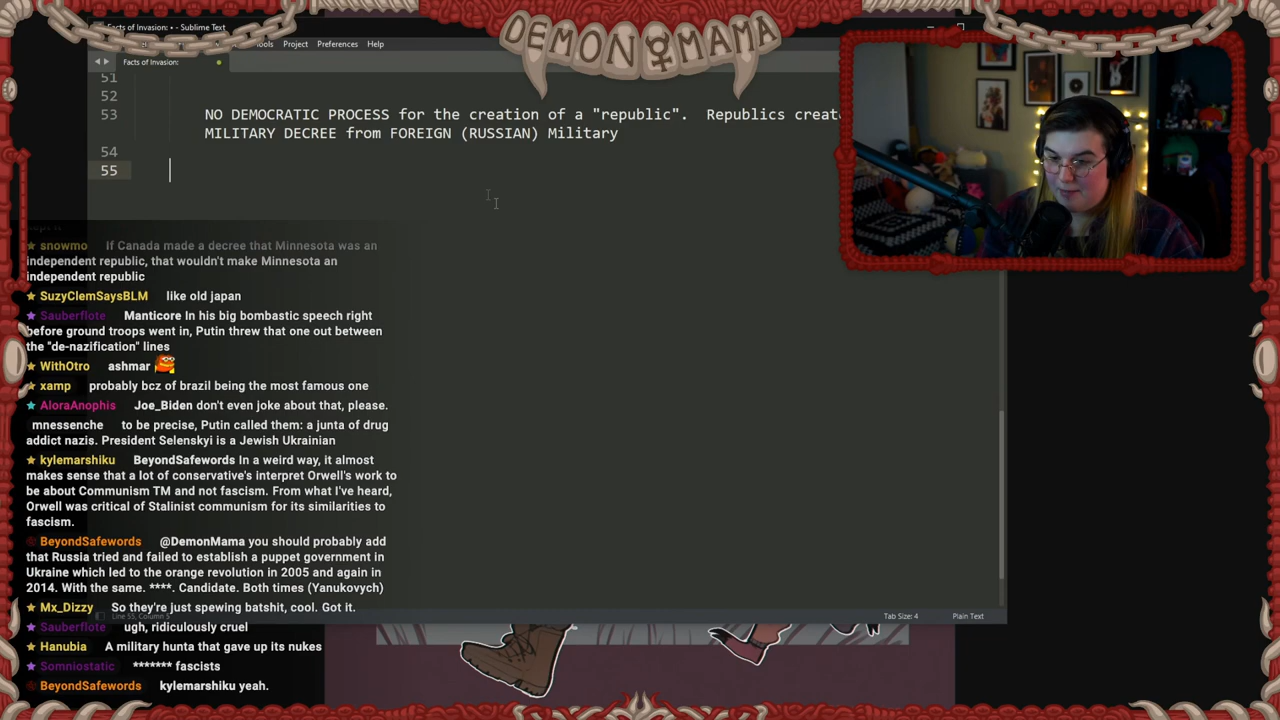 DEMON MAMA
Facts of Invasion: • - Sublime Text
Tools Project Preferences Help
Facts of Invasion:
51
52
53 NO DEMOCRATIC PROCESS for the creation of a "republic". Republics
MILITARY DECREE from FOREIGN (RUSSIAN) Military
54
55
snowmo If Canada made a decree that Minnesota was an
independent republic, that wouldn't make Minnesota an
independent republic
SuzyClemSaysBLM like old japan
Sauberflote Manticore In his big bombastic speech right
before ground troops went in, Putin threw that one out between
the "de-nazification" lines
WithOtro ashmar
xamp probably bcz of brazil being the most famous one
AloraAnophis Joe_Biden don't even joke about that, please.
mnessenche to be precise, Putin called them: a junta of drug
addict nazis. President Selenskyi is a Jewish Ukrainian
kylemarshiku BeyondSafewords In a weird way, it almost
makes sense that a lot of conservative's interpret Orwell's work to
be about Communism TM and not fascism. From what I've heard,
Orwell was critical of Stalinist communism for its similarities to
fascism.
BeyondSafewords @DemonMama you should probably add
that Russia tried and failed to establish a puppet government in
Ukraine which led to the orange revolution in 2005 and again in
2014. With the same. ****. Candidate. Both times (Yanukovych)
Mx_Dizzy So they're just spewing batshit, cool. Got it.
Line 55, Column 5
Tab Size: 4 Plain Text
Sauberflote ugh, ridiculously cruel
Hanubia A military hunta that gave up its nukes
Somniostatic ******* fascists
BeyondSafewords kylemarshiku yeah.